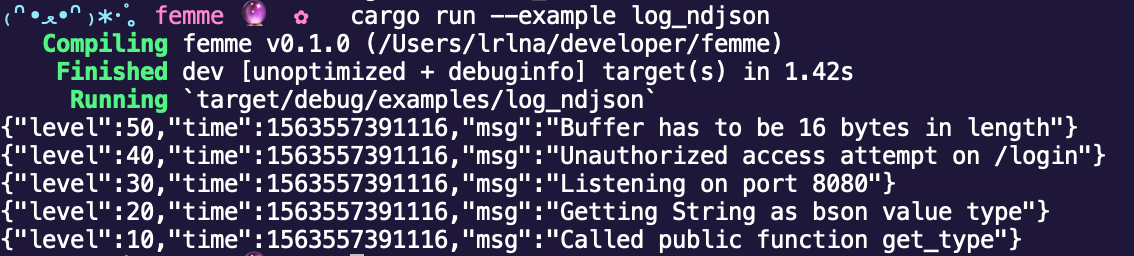 (ᵔ•ﻌ•ᵔ)*･ﾟ femme 🔮 ✿ cargo run --example log_ndjson
Compiling femme v0.1.0 (/Users/lrlna/developer/femme)
Finished dev [unoptimized + debuginfo] target(s) in 1.42s
Running `target/debug/examples/log_ndjson`
{"level":50,"time":1563557391116,"msg":"Buffer has to be 16 bytes in length"}
{"level":40,"time":1563557391116,"msg":"Unauthorized access attempt on /login"}
{"level":30,"time":1563557391116,"msg":"Listening on port 8080"}
{"level":20,"time":1563557391116,"msg":"Getting String as bson value type"}
{"level":10,"time":1563557391116,"msg":"Called public function get_type"}